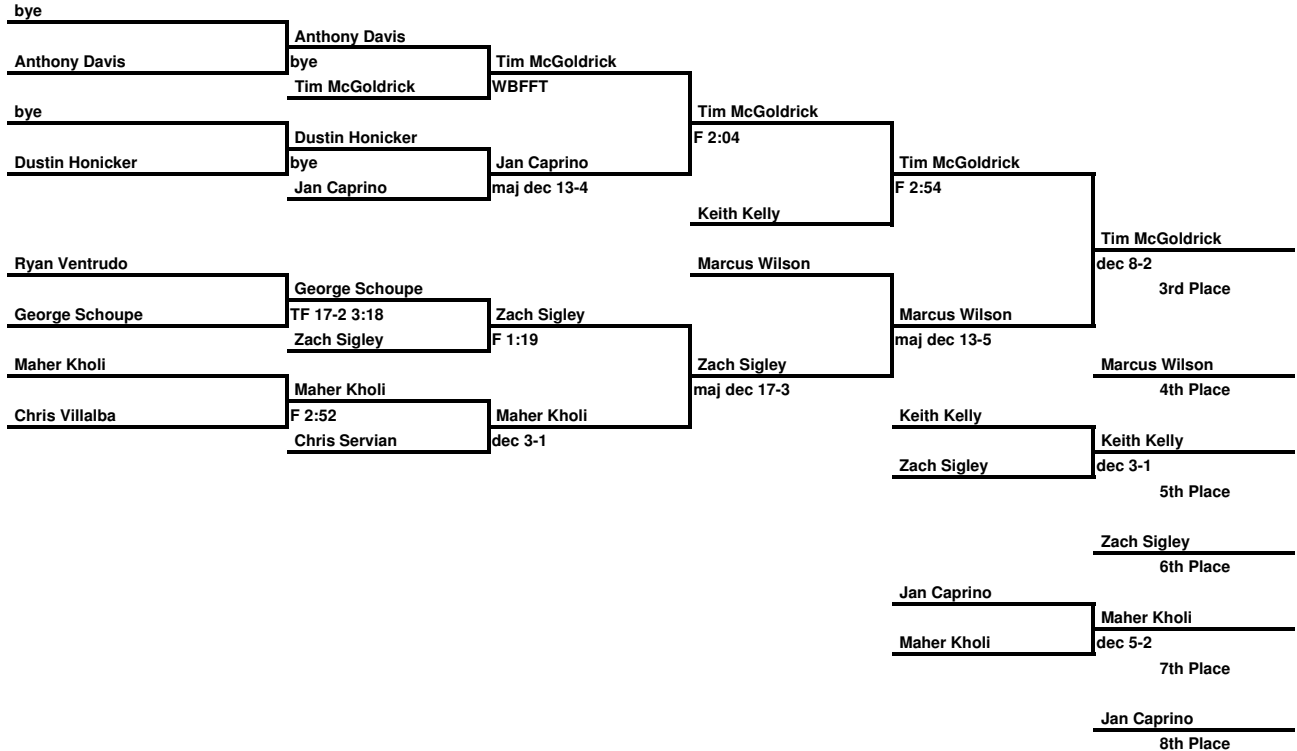 bye
Anthony Davis
Anthony Davis
bye
Tim McGoldrick
Tim McGoldrick
WBFFT
bye
Dustin Honicker
Dustin Honicker
bye
Jan Caprino
Jan Caprino
maj dec 13-4
Tim McGoldrick
F 2:04
Keith Kelly
Tim McGoldrick
F 2:54
Ryan Ventrudo
George Schoupe
George Schoupe
TF 17-2 3:18
Zach Sigley
Zach Sigley
F 1:19
Maher Kholi
Chris Villalba
Maher Kholi
F 2:52
Chris Servian
Maher Kholi
dec 3-1
Marcus Wilson
Zach Sigley
maj dec 17-3
Marcus Wilson
maj dec 13-5
Tim McGoldrick
dec 8-2
3rd Place
Marcus Wilson
4th Place
Keith Kelly
Zach Sigley
Keith Kelly
dec 3-1
5th Place
Zach Sigley
6th Place
Jan Caprino
Maher Kholi
Maher Kholi
dec 5-2
7th Place
Jan Caprino
8th Place